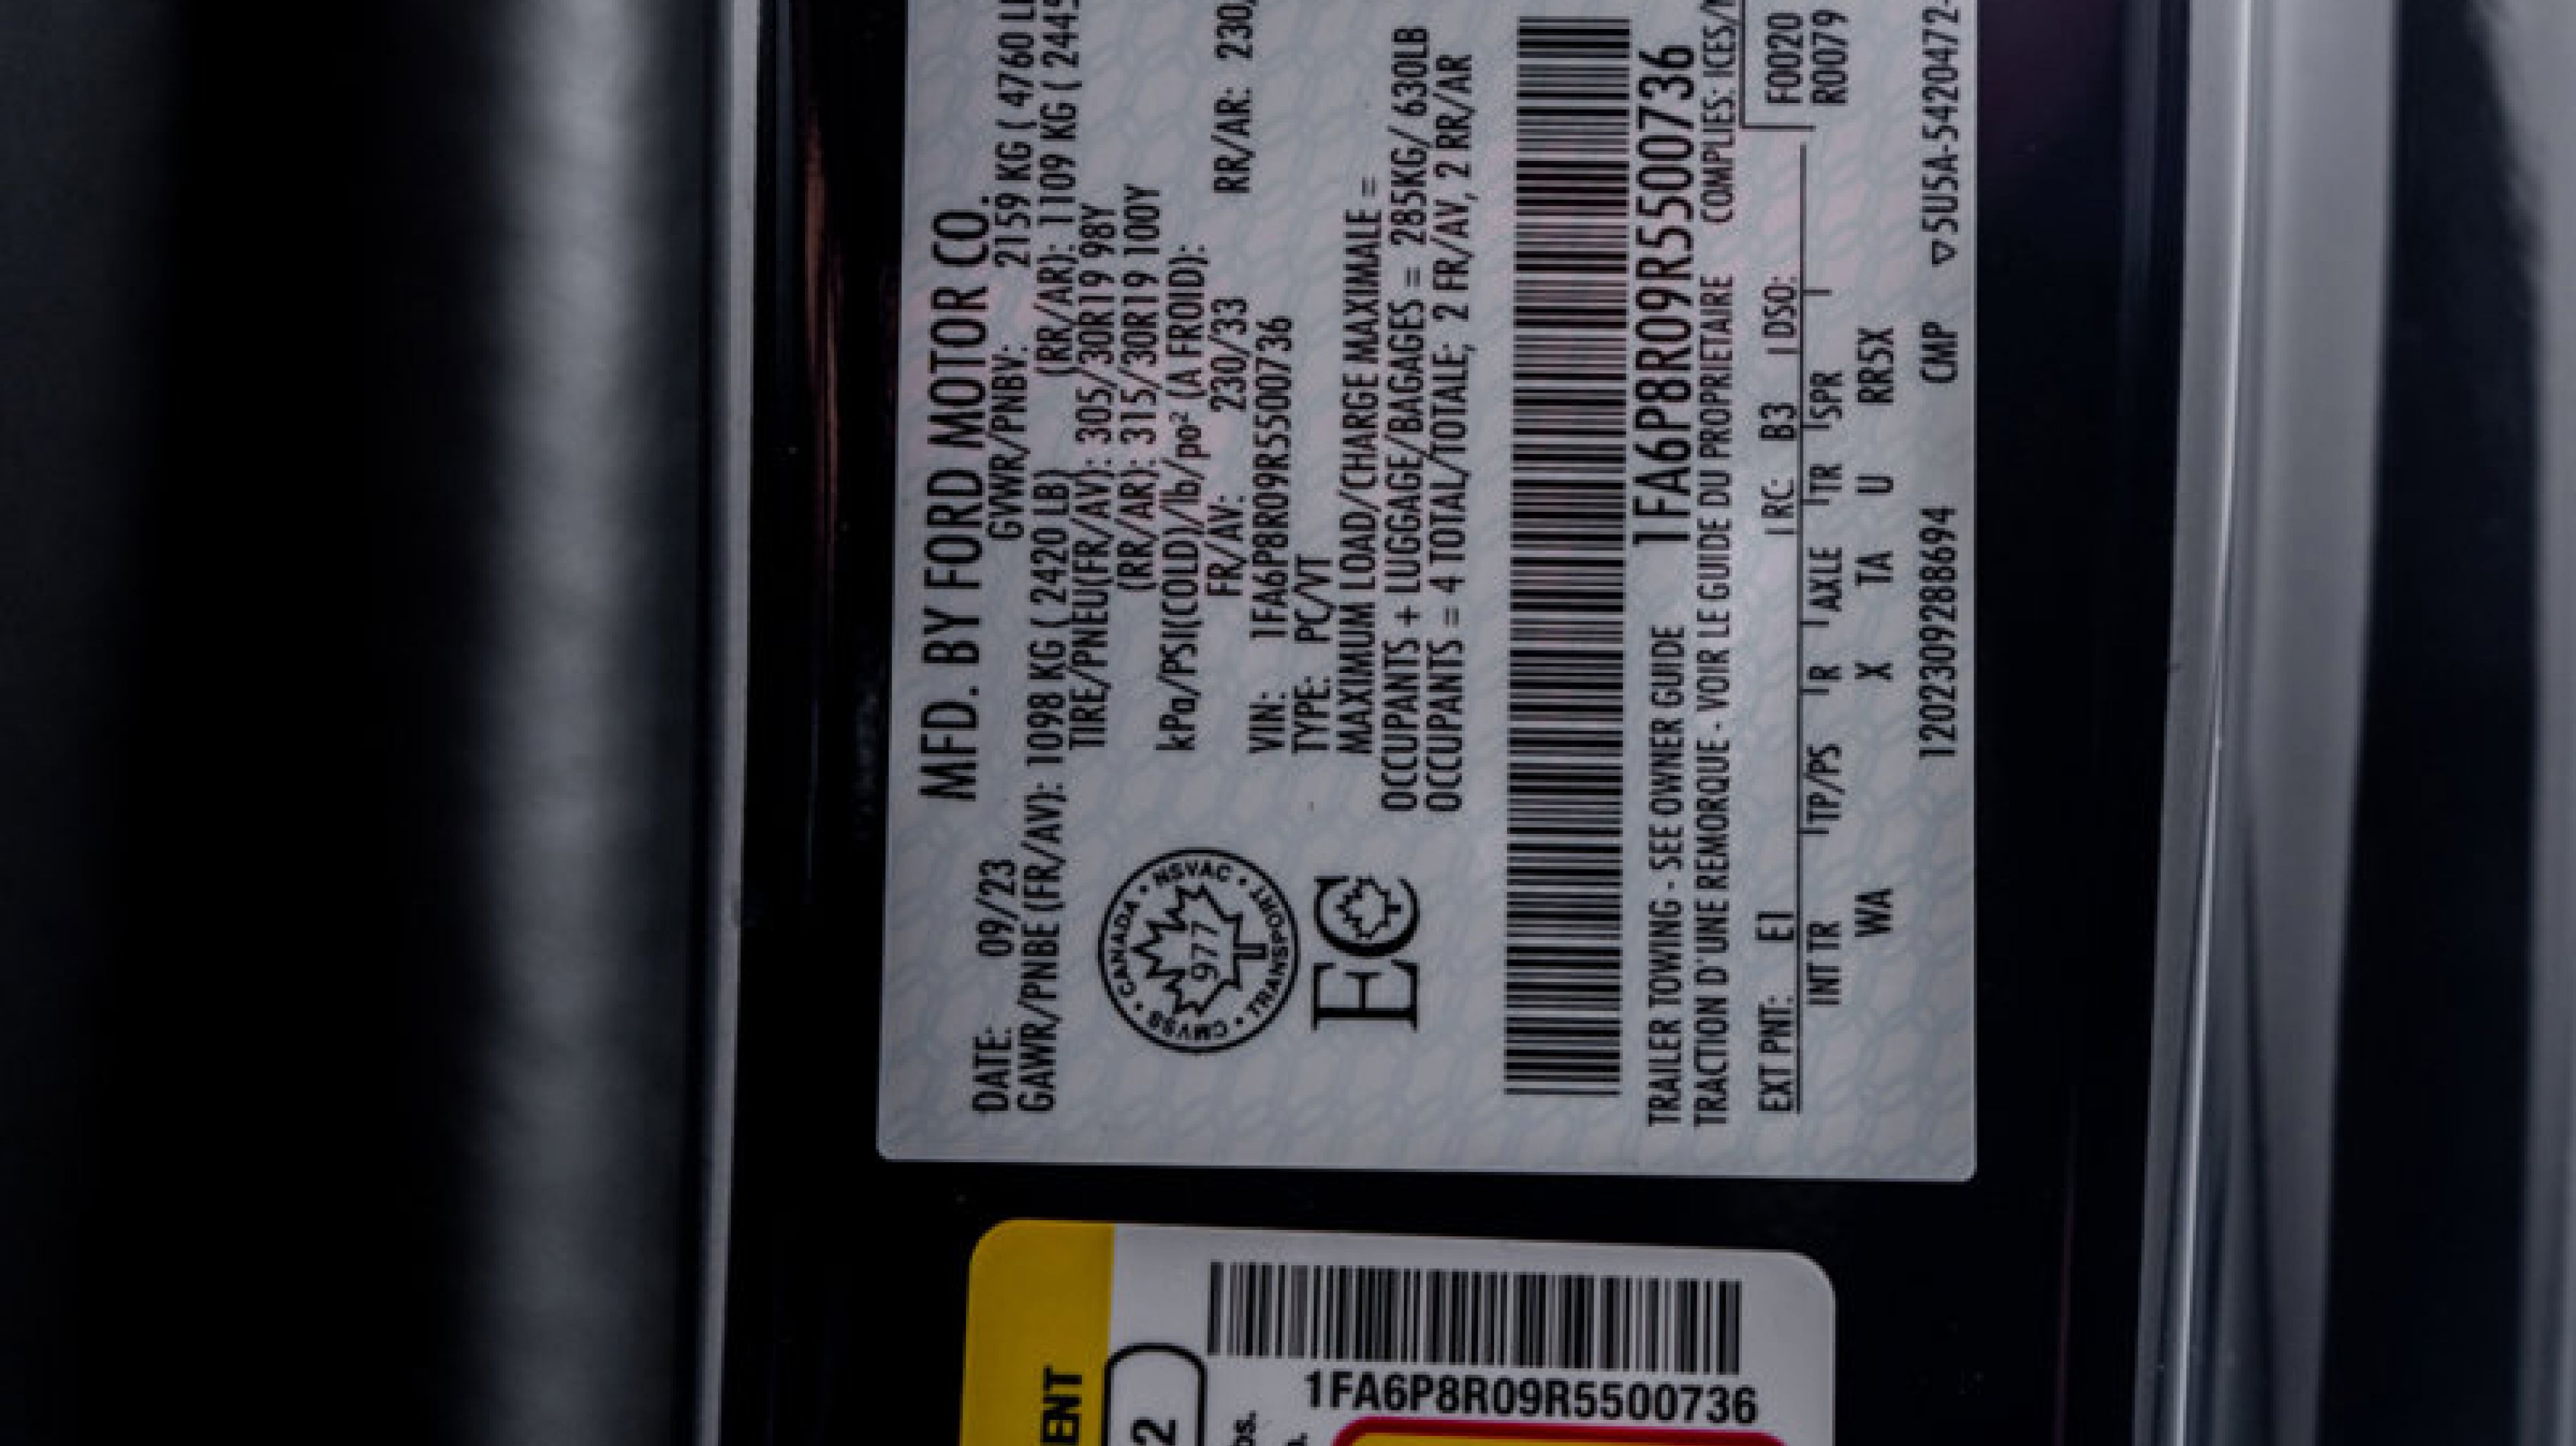 MFD. BY FORD MOTOR CO.
DATE: 09/23 GVWR/PNBV: 2159 KG ( 4760 L
GAWR/PNBE (FR/AV): 1098 KG ( 2420 LB) (RR/AR): 1109 KG ( 2445
TIRE/PNEU(FR/AV): 305/30R19 98Y
(RR/AR): 315/30R19 100Y
kPa/PSI(COLD)/lb/po² (A FROID):
FR/AV: 230/33 RR/AR: 230/
VIN: 1FA6P8R09R5500736
TYPE: PC/VT
MAXIMUM LOAD/CHARGE MAXIMALE =
OCCUPANTS + LUGGAGE/BAGAGES = 285KG/ 630LB
OCCUPANTS = 4 TOTAL/TOTALE; 2 FR/AV, 2 RR/AR
CANADA • NSVAC • TRANSPORT • CMVSS •
977
EC
1FA6P8R09R5500736
TRAILER TOWING - SEE OWNER GUIDE
TRACTION D'UNE REMORQUE - VOIR LE GUIDE DU PROPRIETAIRE COMPLIES: ICES/
EXT PNT: E1 RC: B3 DSO: F0020
INT TR TP/PS R AXLE TR SPR R0079
WA X TA U RR5X
12023092BB694 CMP ▽5U5A-5420472-
1FA6P8R09R5500736
ENT
2